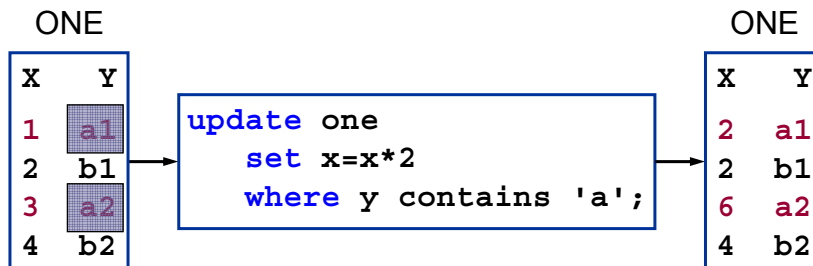 ONE
X Y
1 a1
2 b1
3 a2
4 b2
update one
set x=x*2
where y contains 'a';
ONE
X Y
2 a1
2 b1
6 a2
4 b2